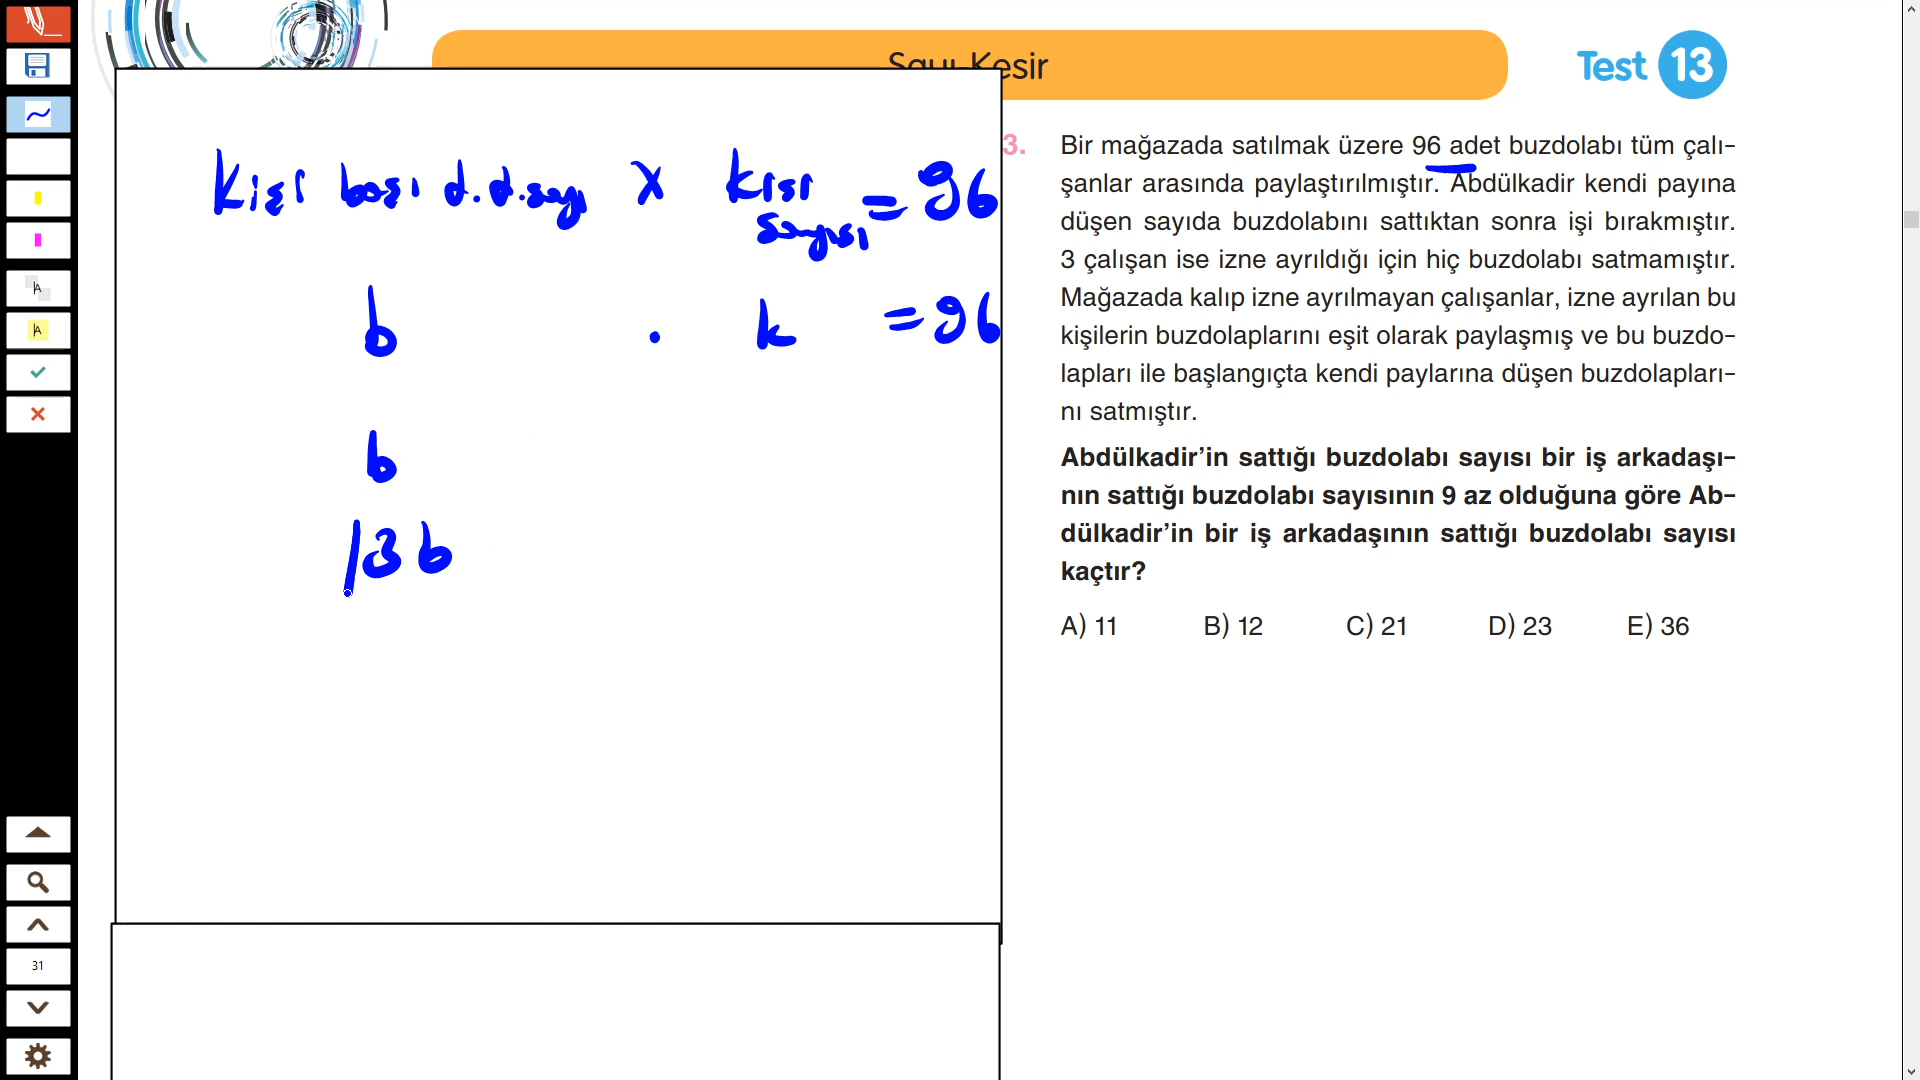 Sayı-Kesir
Test 13
Kişi başı d.d.sayı X kişi sayısı = 96
b . k = 96
b
/3b
3. Bir mağazada satılmak üzere 96 adet buzdolabı tüm çalı-
şanlar arasında paylaştırılmıştır. Abdülkadir kendi payına
düşen sayıda buzdolabını sattıktan sonra işi bırakmıştır.
3 çalışan ise izne ayrıldığı için hiç buzdolabı satmamıştır.
Mağazada kalıp izne ayrılmayan çalışanlar, izne ayrılan bu
kişilerin buzdolaplarını eşit olarak paylaşmış ve bu buzdo-
lapları ile başlangıçta kendi paylarına düşen buzdolapları-
nı satmıştır.
Abdülkadir'in sattığı buzdolabı sayısı bir iş arkadaşı-
nın sattığı buzdolabı sayısının 9 az olduğuna göre Ab-
dülkadir'in bir iş arkadaşının sattığı buzdolabı sayısı
kaçtır?
A) 11 B) 12 C) 21 D) 23 E) 36
31